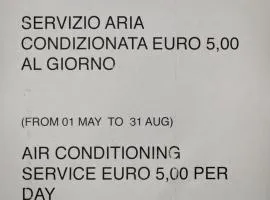 SERVIZIO ARIA
CONDIZIONATA EURO 5,00
AL GIORNO
(FROM 01 MAY TO 31 AUG)
AIR CONDITIONING
SERVICE EURO 5,00 PER
DAY